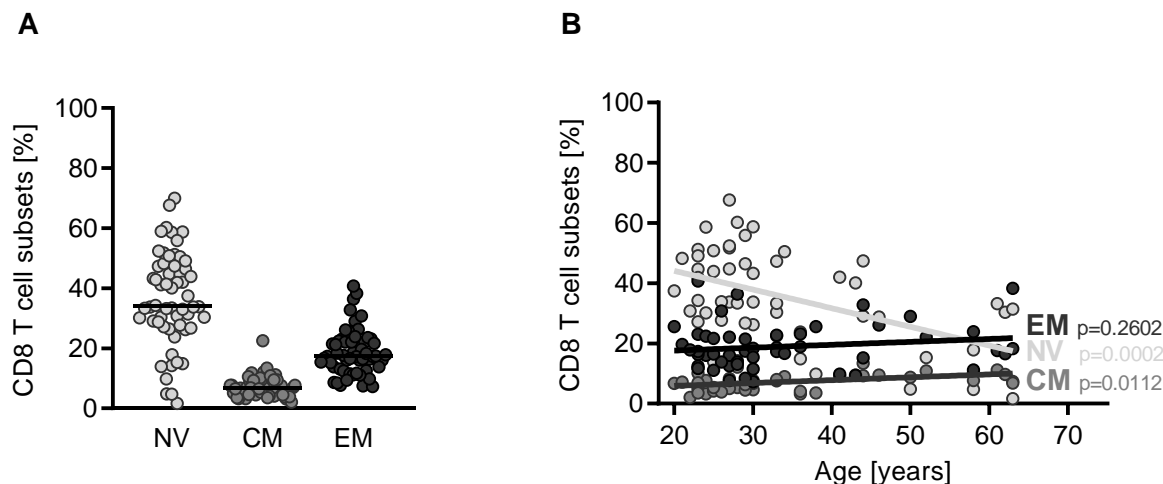 A
CD8 T cell subsets [%]
100
80
60
40
20
0
NV CM EM
B
CD8 T cell subsets [%]
100
80
60
40
20
0
EM p=0.2602
NV p=0.0002
CM p=0.0112
20 30 40 50 60 70
Age [years]